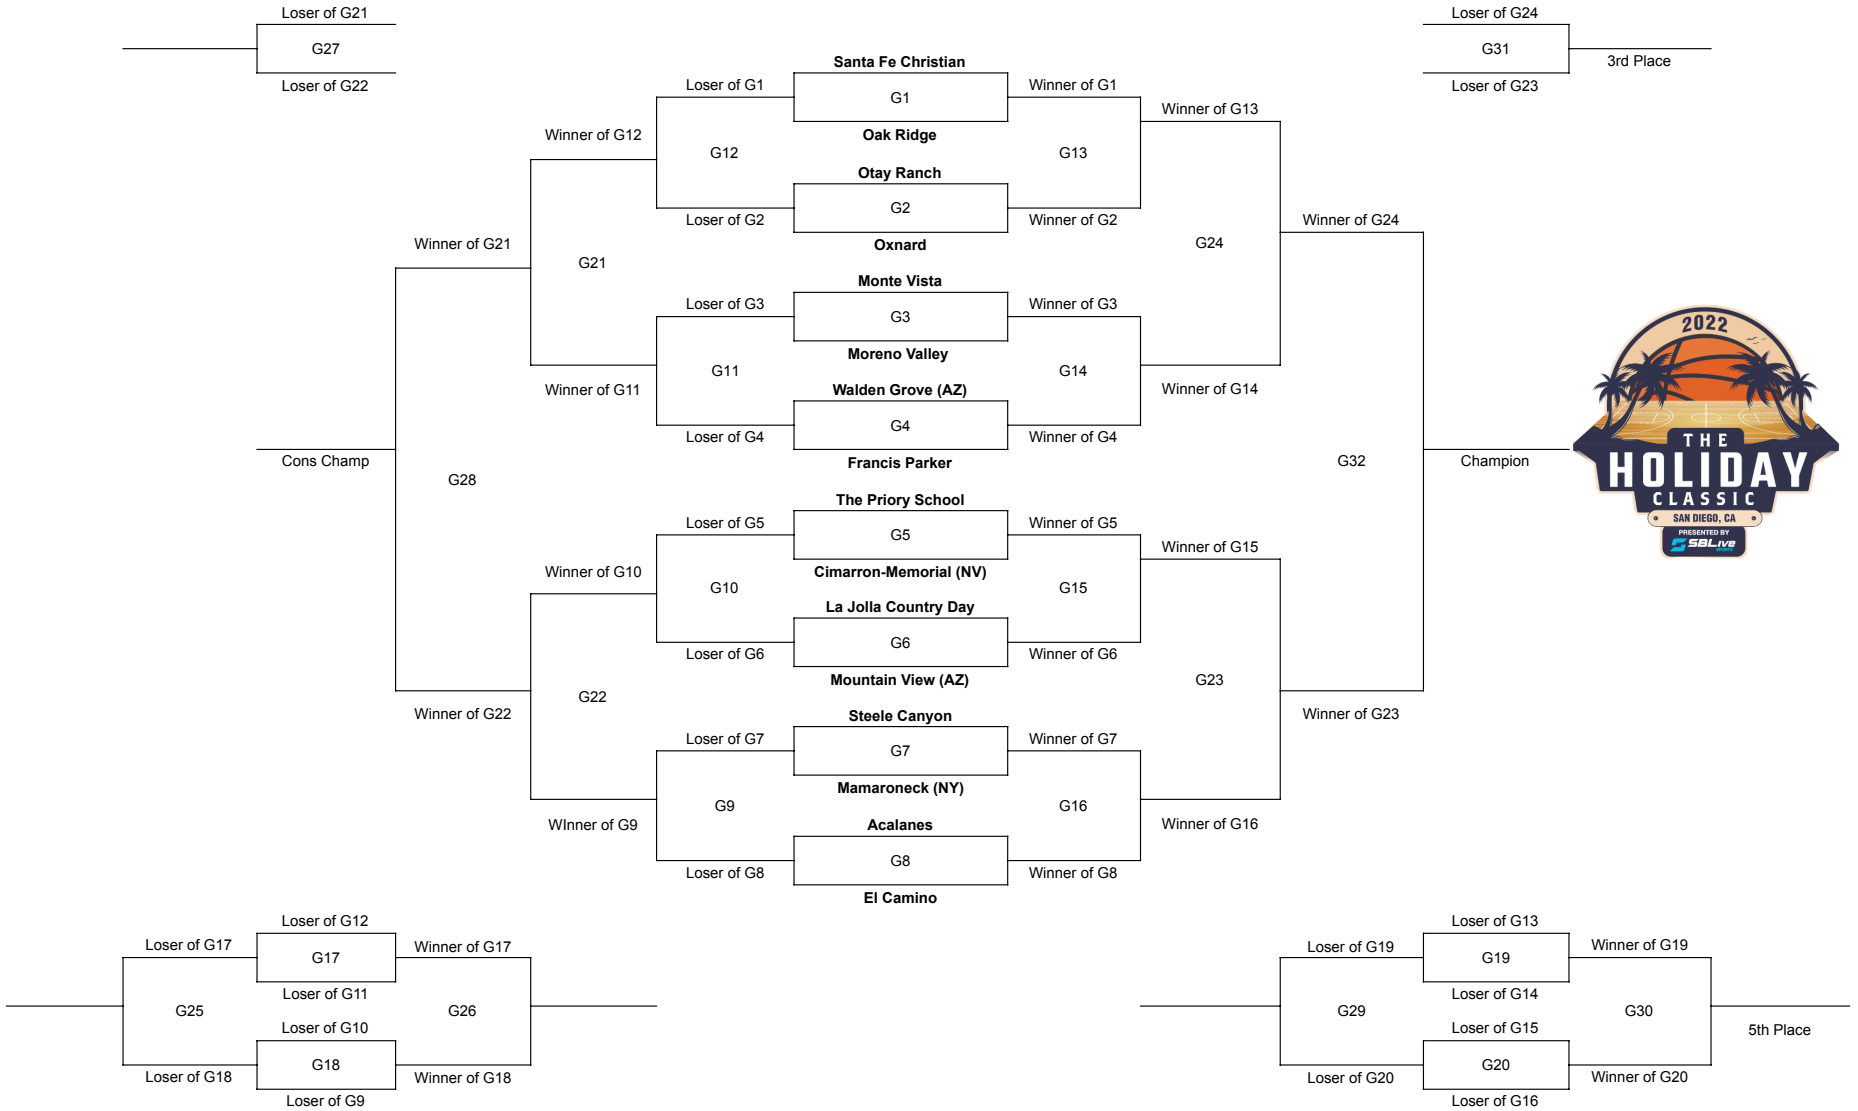 Loser of G21
G27
Loser of G22
Loser of G24
G31
3rd Place
Loser of G23
Santa Fe Christian
Loser of G1
G1
Winner of G1
Winner of G13
Winner of G12
Oak Ridge
G12
G13
Otay Ranch
Loser of G2
G2
Winner of G2
Winner of G24
Winner of G21
Oxnard
G24
G21
Monte Vista
Loser of G3
G3
Winner of G3
Moreno Valley
G11
G14
Winner of G11
Walden Grove (AZ)
Winner of G14
Loser of G4
G4
Winner of G4
Cons Champ
Francis Parker
G32
Champion
G28
The Priory School
Loser of G5
G5
Winner of G5
Winner of G15
Winner of G10
Cimarron-Memorial (NV)
G10
G15
La Jolla Country Day
Loser of G6
G6
Winner of G6
Mountain View (AZ)
G23
G22
Winner of G22
Steele Canyon
Winner of G23
Loser of G7
G7
Winner of G7
Mamaroneck (NY)
G9
G16
WInner of G9
Acalanes
Winner of G16
Loser of G8
G8
Winner of G8
El Camino
2022
THE
HOLIDAY
CLASSIC
SAN DIEGO, CA
PRESENTED BY
SBLive
SPORTS
Loser of G12
Loser of G17
G17
Winner of G17
Loser of G11
G25
G26
Loser of G10
Loser of G18
G18
Winner of G18
Loser of G9
Loser of G13
Loser of G19
G19
Winner of G19
Loser of G14
G29
G30
Loser of G15
5th Place
Loser of G20
G20
Winner of G20
Loser of G16